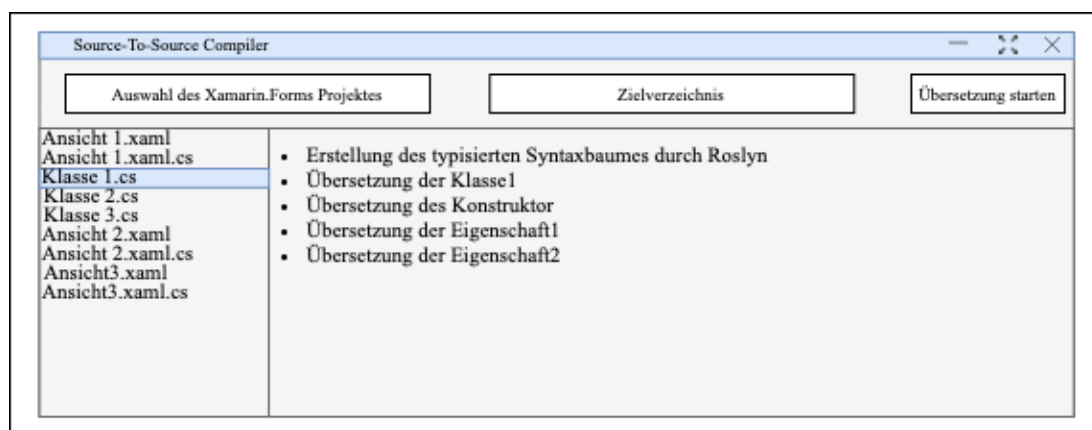 Source-To-Source Compiler
Auswahl des Xamarin.Forms Projektes
Zielverzeichnis
Übersetzung starten
Ansicht 1.xaml
Ansicht 1.xaml.cs
Klasse 1.cs
Klasse 2.cs
Klasse 3.cs
Ansicht 2.xaml
Ansicht 2.xaml.cs
Ansicht3.xaml
Ansicht3.xaml.cs
• Erstellung des typisierten Syntaxbaumes durch Roslyn
• Übersetzung der Klasse1
• Übersetzung des Konstruktor
• Übersetzung der Eigenschaft1
• Übersetzung der Eigenschaft2